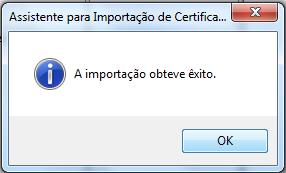 Assistente para Importação de Certifica...
A importação obteve êxito.
OK